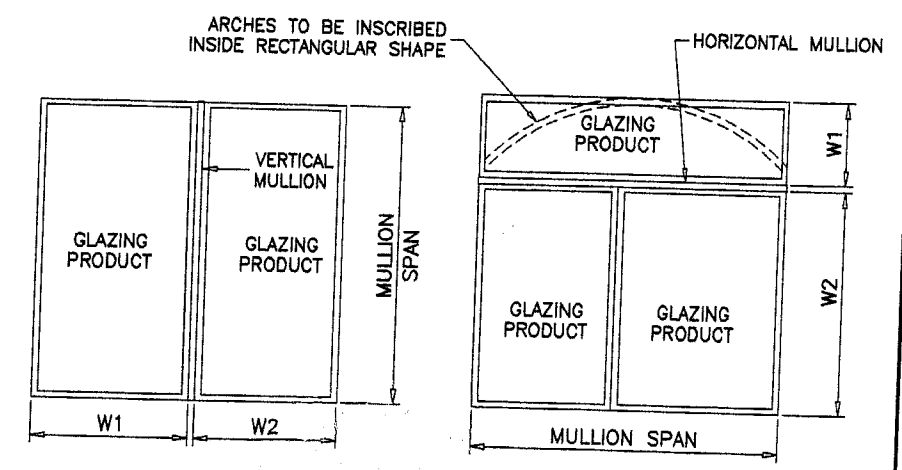 ARCHES TO BE INSCRIBED
INSIDE RECTANGULAR SHAPE
HORIZONTAL MULLION
GLAZING
PRODUCT
W1
VERTICAL
MULLION
GLAZING
PRODUCT
GLAZING
PRODUCT
MULLION
SPAN
GLAZING
PRODUCT
GLAZING
PRODUCT
W2
W1
W2
MULLION SPAN